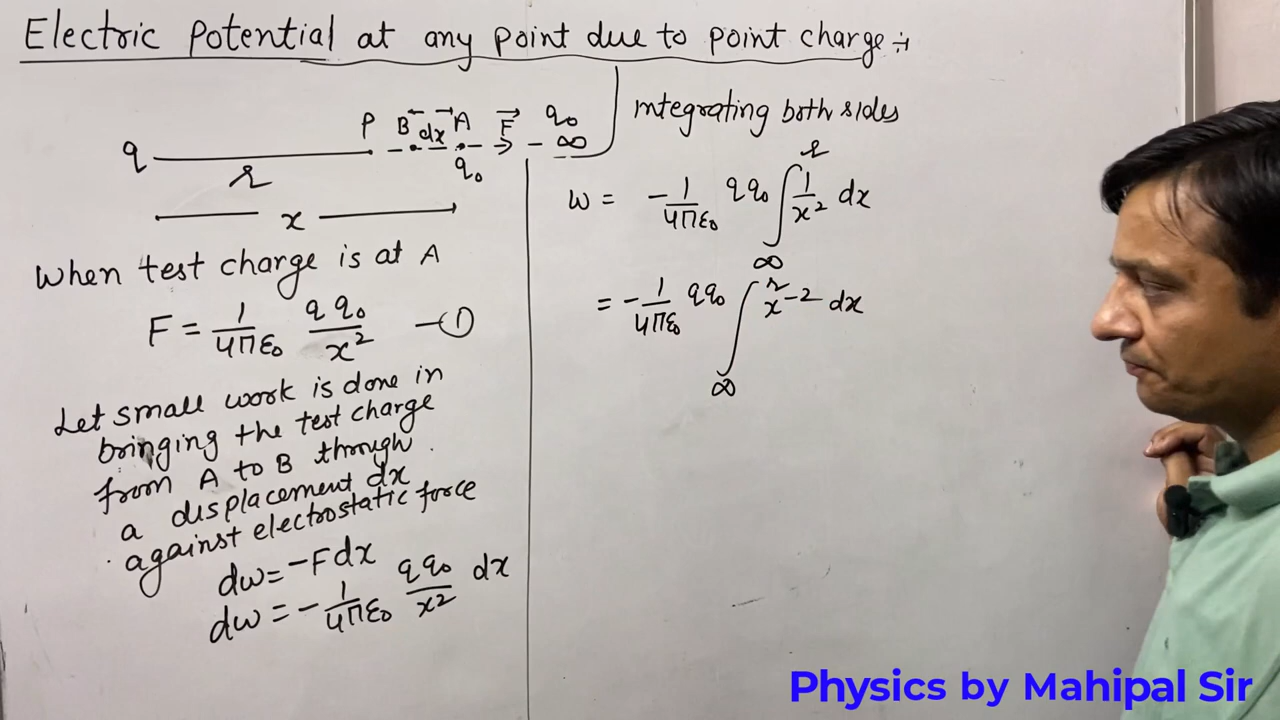 Electric Potential at any point due to point charge :-
q P B dx A F⃗ q₀ ∞
r q₀
x
When test charge is at A
F = 1/4πε₀ q q₀/x² —①
Let small work is done in
bringing the test charge
from A to B through
a displacement dx
against electrostatic force
dw = -Fdx
dw = - 1/4πε₀ qq₀/x² dx
integrating both sides
w = - 1/4πε₀ qq₀ ∫_∞^r 1/x² dx
= - 1/4πε₀ qq₀ ∫_∞^r x^-2 dx
Physics by Mahipal Sir